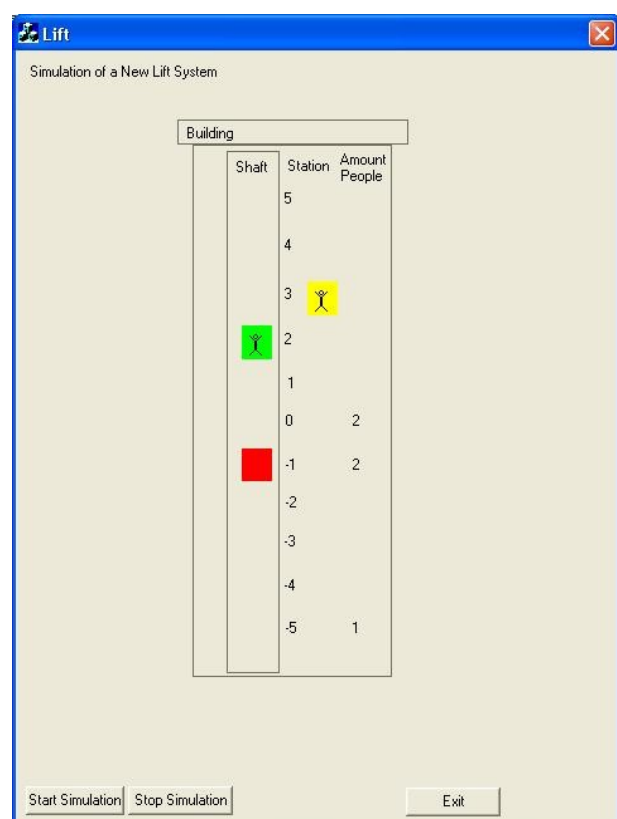 Lift
Simulation of a New Lift System
Building
Shaft Station Amount
People
5
4
3
2
1
0 2
-1 2
-2
-3
-4
-5 1
Start Simulation Stop Simulation Exit